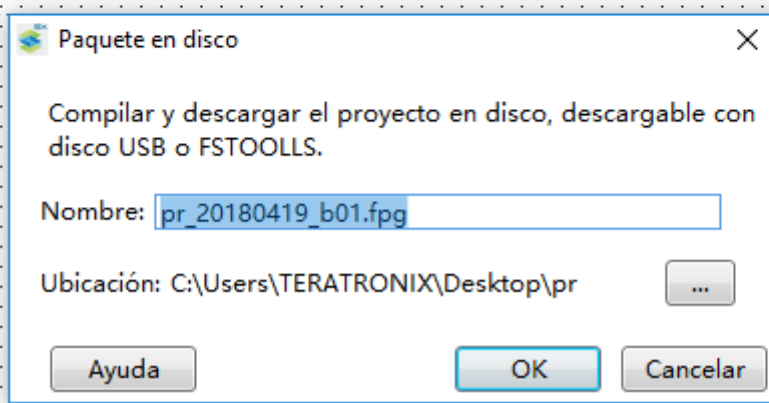 Paquete en disco
Compilar y descargar el proyecto en disco, descargable con
disco USB o FSTOOLLS.
Nombre: pr_20180419_b01.fpg
Ubicación: C:\Users\TERATRONIX\Desktop\pr ...
Ayuda OK Cancelar